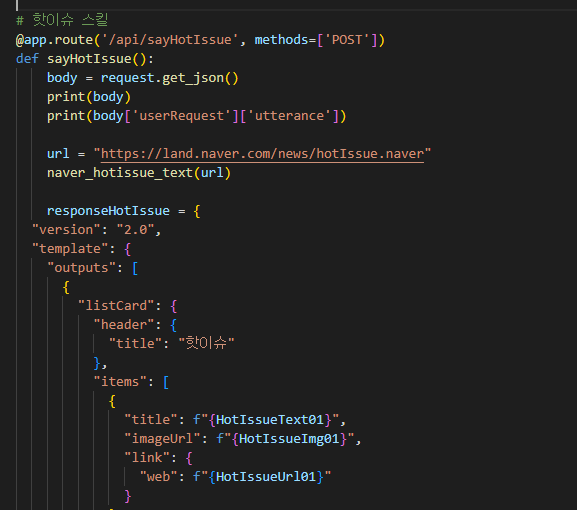 # 핫이슈 스킬
@app.route('/api/sayHotIssue', methods=['POST'])
def sayHotIssue():
    body = request.get_json()
    print(body)
    print(body['userRequest']['utterance'])

    url = "https://land.naver.com/news/hotIssue.naver"
    naver_hotissue_text(url)

    responseHotIssue = {
  "version": "2.0",
  "template": {
    "outputs": [
      {
        "listCard": {
          "header": {
            "title": "핫이슈"
          },
          "items": [
            {
              "title": f"{HotIssueText01}",
              "imageUrl": f"{HotIssueImg01}",
              "link": {
                "web": f"{HotIssueUrl01}"
              }